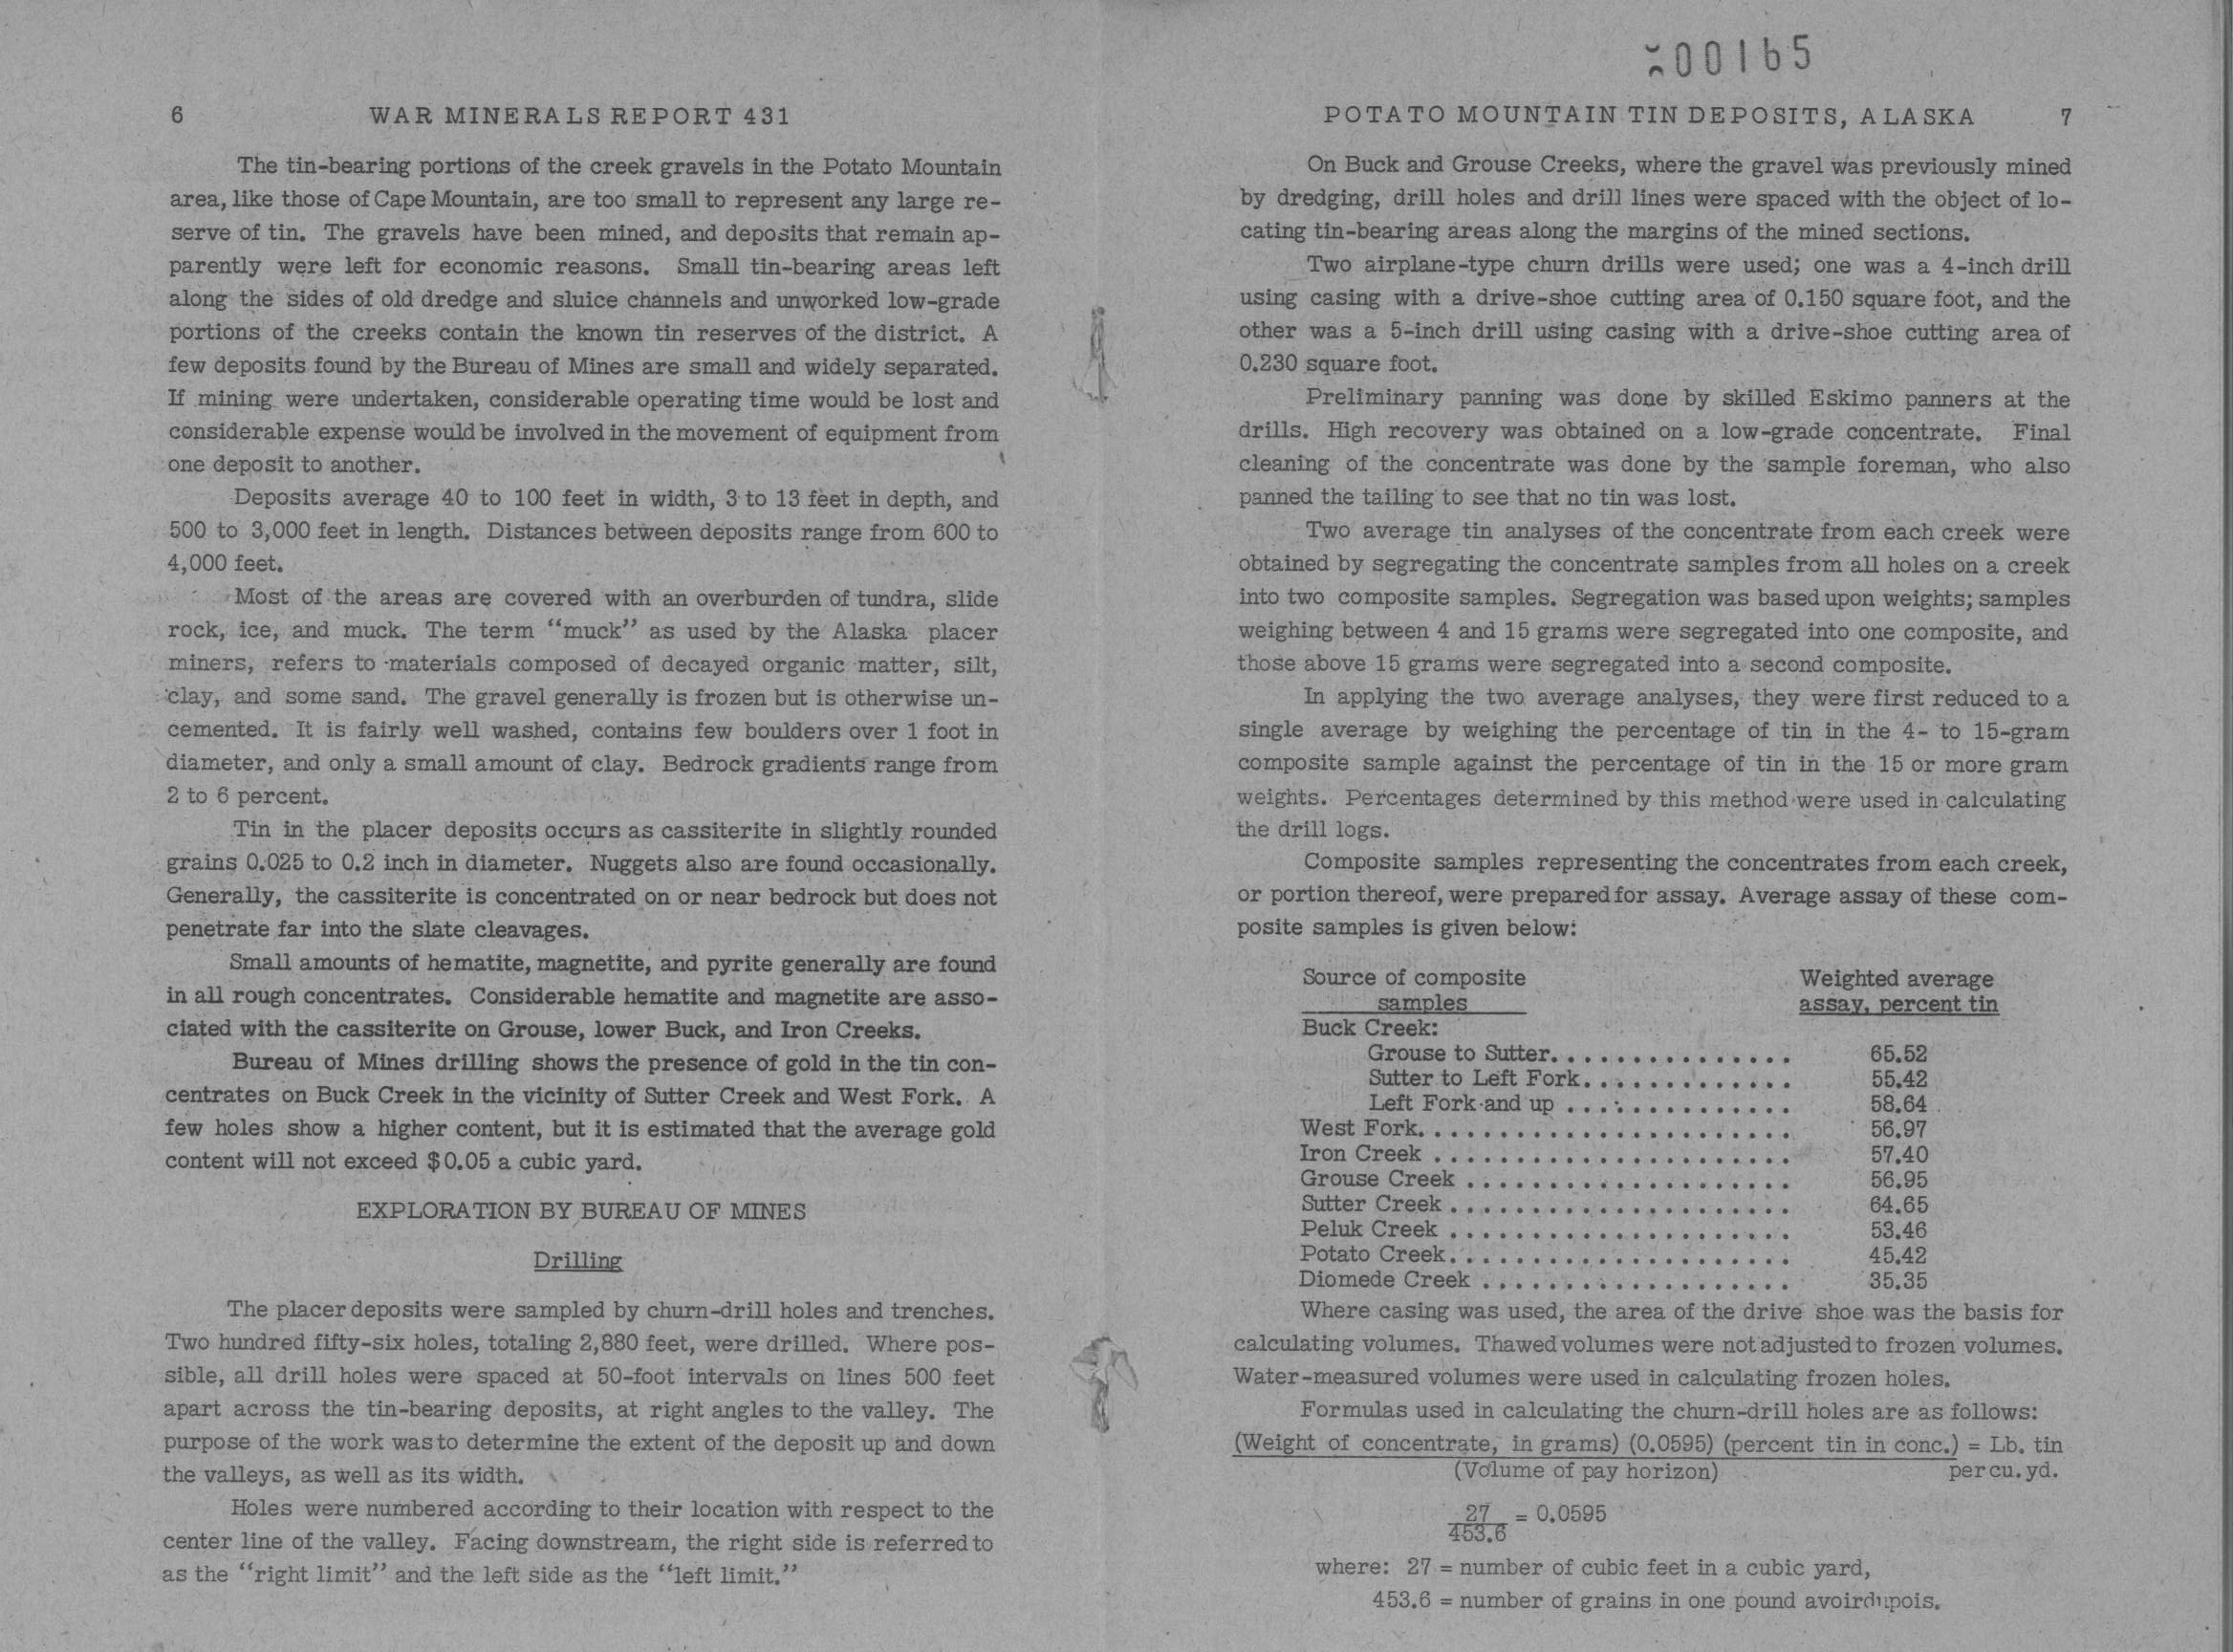 6 WAR MINERALS REPORT 431
The tin-bearing portions of the creek gravels in the Potato Mountain
area, like those of Cape Mountain, are too small to represent any large re-
serve of tin. The gravels have been mined, and deposits that remain ap-
parently were left for economic reasons. Small tin-bearing areas left
along the sides of old dredge and sluice channels and unworked low-grade
portions of the creeks contain the known tin reserves of the district. A
few deposits found by the Bureau of Mines are small and widely separated.
If mining were undertaken, considerable operating time would be lost and
considerable expense would be involved in the movement of equipment from
one deposit to another.
Deposits average 40 to 100 feet in width, 3 to 13 feet in depth, and
500 to 3,000 feet in length. Distances between deposits range from 600 to
4,000 feet.
Most of the areas are covered with an overburden of tundra, slide
rock, ice, and muck. The term "muck" as used by the Alaska placer
miners, refers to materials composed of decayed organic matter, silt,
clay, and some sand. The gravel generally is frozen but is otherwise un-
cemented. It is fairly well washed, contains few boulders over 1 foot in
diameter, and only a small amount of clay. Bedrock gradients range from
2 to 6 percent.
Tin in the placer deposits occurs as cassiterite in slightly rounded
grains 0.025 to 0.2 inch in diameter. Nuggets also are found occasionally.
Generally, the cassiterite is concentrated on or near bedrock but does not
penetrate far into the slate cleavages.
Small amounts of hematite, magnetite, and pyrite generally are found
in all rough concentrates. Considerable hematite and magnetite are asso-
ciated with the cassiterite on Grouse, lower Buck, and Iron Creeks.
Bureau of Mines drilling shows the presence of gold in the tin con-
centrates on Buck Creek in the vicinity of Sutter Creek and West Fork. A
few holes show a higher content, but it is estimated that the average gold
content will not exceed $0.05 a cubic yard.
EXPLORATION BY BUREAU OF MINES
Drilling
The placer deposits were sampled by churn-drill holes and trenches.
Two hundred fifty-six holes, totaling 2,880 feet, were drilled. Where pos-
sible, all drill holes were spaced at 50-foot intervals on lines 500 feet
apart across the tin-bearing deposits, at right angles to the valley. The
purpose of the work was to determine the extent of the deposit up and down
the valleys, as well as its width.
Holes were numbered according to their location with respect to the
center line of the valley. Facing downstream, the right side is referred to
as the "right limit" and the left side as the "left limit."
00165
POTATO MOUNTAIN TIN DEPOSITS, ALASKA 7
On Buck and Grouse Creeks, where the gravel was previously mined
by dredging, drill holes and drill lines were spaced with the object of lo-
cating tin-bearing areas along the margins of the mined sections.
Two airplane-type churn drills were used; one was a 4-inch drill
using casing with a drive-shoe cutting area of 0.150 square foot, and the
other was a 5-inch drill using casing with a drive-shoe cutting area of
0.230 square foot.
Preliminary panning was done by skilled Eskimo panners at the
drills. High recovery was obtained on a low-grade concentrate. Final
cleaning of the concentrate was done by the sample foreman, who also
panned the tailing to see that no tin was lost.
Two average tin analyses of the concentrate from each creek were
obtained by segregating the concentrate samples from all holes on a creek
into two composite samples. Segregation was based upon weights; samples
weighing between 4 and 15 grams were segregated into one composite, and
those above 15 grams were segregated into a second composite.
In applying the two average analyses, they were first reduced to a
single average by weighing the percentage of tin in the 4- to 15-gram
composite sample against the percentage of tin in the 15 or more gram
weights. Percentages determined by this method were used in calculating
the drill logs.
Composite samples representing the concentrates from each creek,
or portion thereof, were prepared for assay. Average assay of these com-
posite samples is given below:
Source of composite Weighted average
samples assay, percent tin
Buck Creek:
Grouse to Sutter. . . . . . . . . . . . . . . 65.52
Sutter to Left Fork. . . . . . . . . . . . . 55.42
Left Fork and up . . . . . . . . . . . . . . 58.64
West Fork. . . . . . . . . . . . . . . . . . . . . . . 56.97
Iron Creek . . . . . . . . . . . . . . . . . . . . . . 57.40
Grouse Creek . . . . . . . . . . . . . . . . . . . . 56.95
Sutter Creek . . . . . . . . . . . . . . . . . . . . . 64.65
Peluk Creek . . . . . . . . . . . . . . . . . . . . . 53.46
Potato Creek. . . . . . . . . . . . . . . . . . . . . 45.42
Diomede Creek . . . . . . . . . . . . . . . . . . . 35.35
Where casing was used, the area of the drive shoe was the basis for
calculating volumes. Thawed volumes were not adjusted to frozen volumes.
Water-measured volumes were used in calculating frozen holes.
Formulas used in calculating the churn-drill holes are as follows:
(Weight of concentrate, in grams) (0.0595) (percent tin in conc.) = Lb. tin
(Volume of pay horizon) per cu. yd.
27 = 0.0595
453.6
where: 27 = number of cubic feet in a cubic yard,
453.6 = number of grains in one pound avoirdupois.